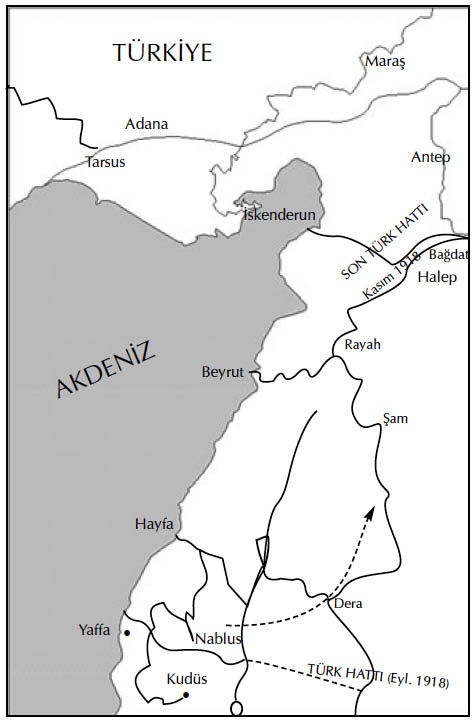 TÜRKİYE
Maraş
Adana
Tarsus
Antep
İskenderun
SON TÜRK HATTI
Kasım 1918
Bağdat
Halep
Rayah
AKDENİZ
Beyrut
Şam
Hayfa
Dera
Yaffa
Nablus
Kudüs
TÜRK HATTI (Eyl. 1918)